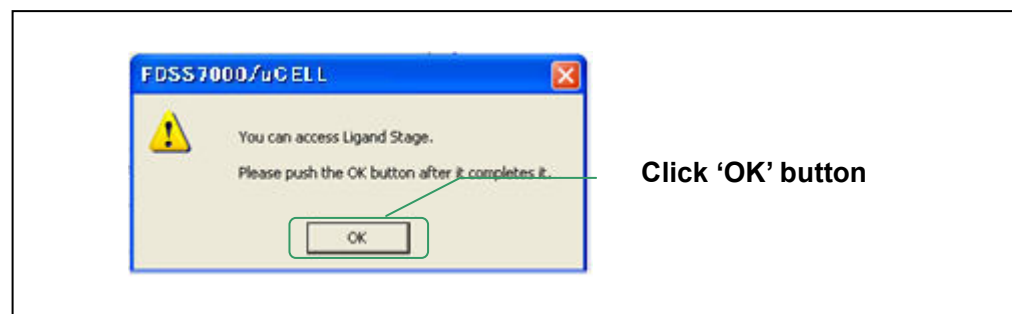 FDSS7000/uCELL
You can access Ligand Stage.
Please push the OK button after it completes it.
Click ‘OK’ button
OK